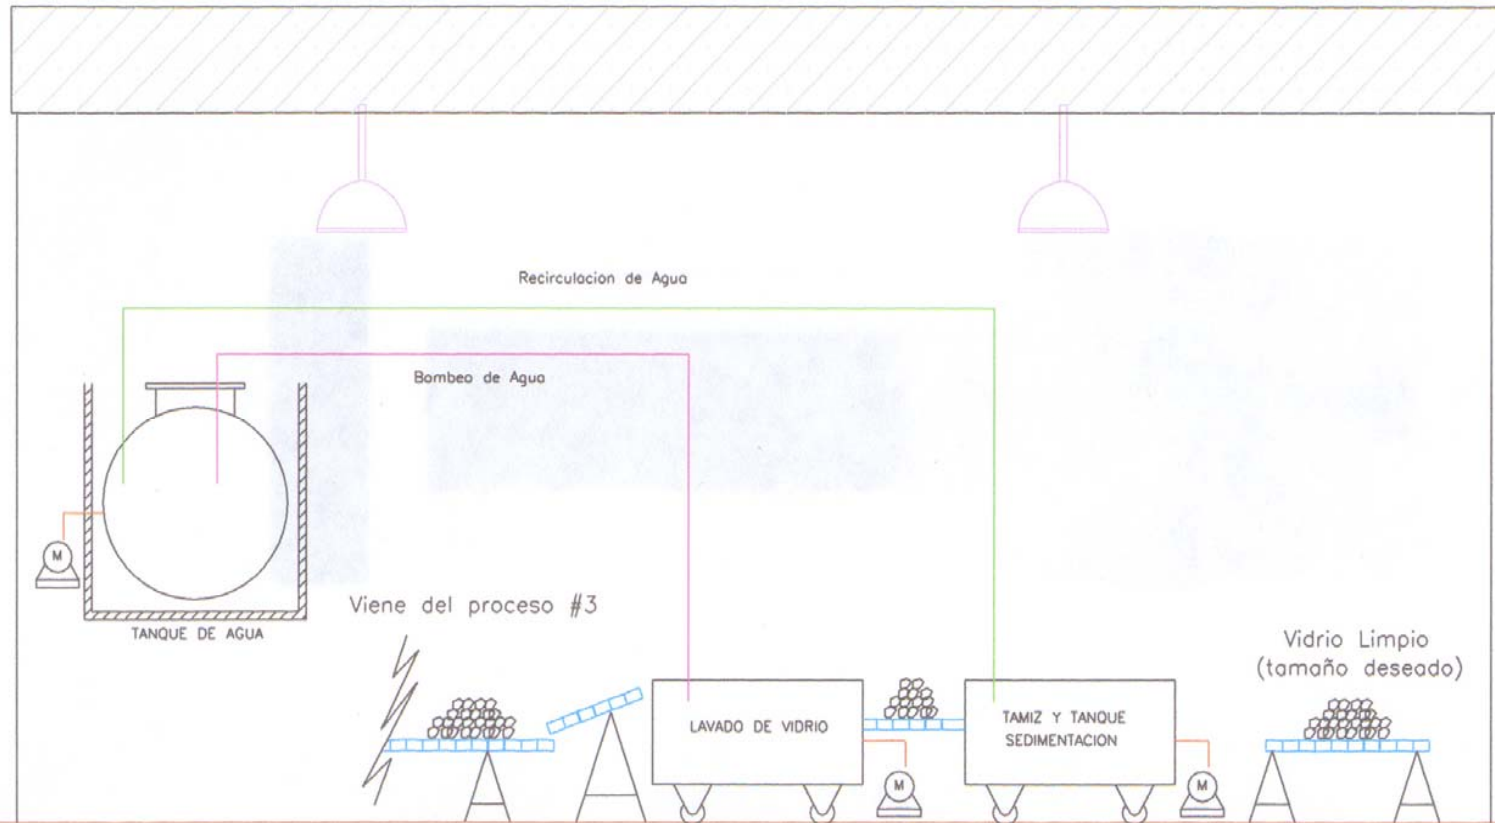 Recirculacion de Agua
Bombeo de Agua
M
TANQUE DE AGUA
Viene del proceso #3
Vidrio Limpio
(tamaño deseado)
LAVADO DE VIDRIO
TAMIZ Y TANQUE
SEDIMENTACION
M
M